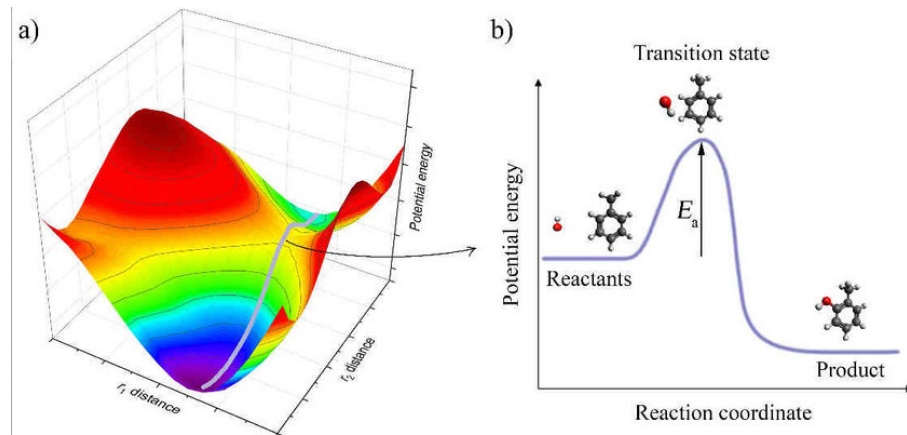 a)
Potential energy
r₂ distance
r₁ distance
b)
Transition state
Potential energy
Eₐ
Reactants
Product
Reaction coordinate